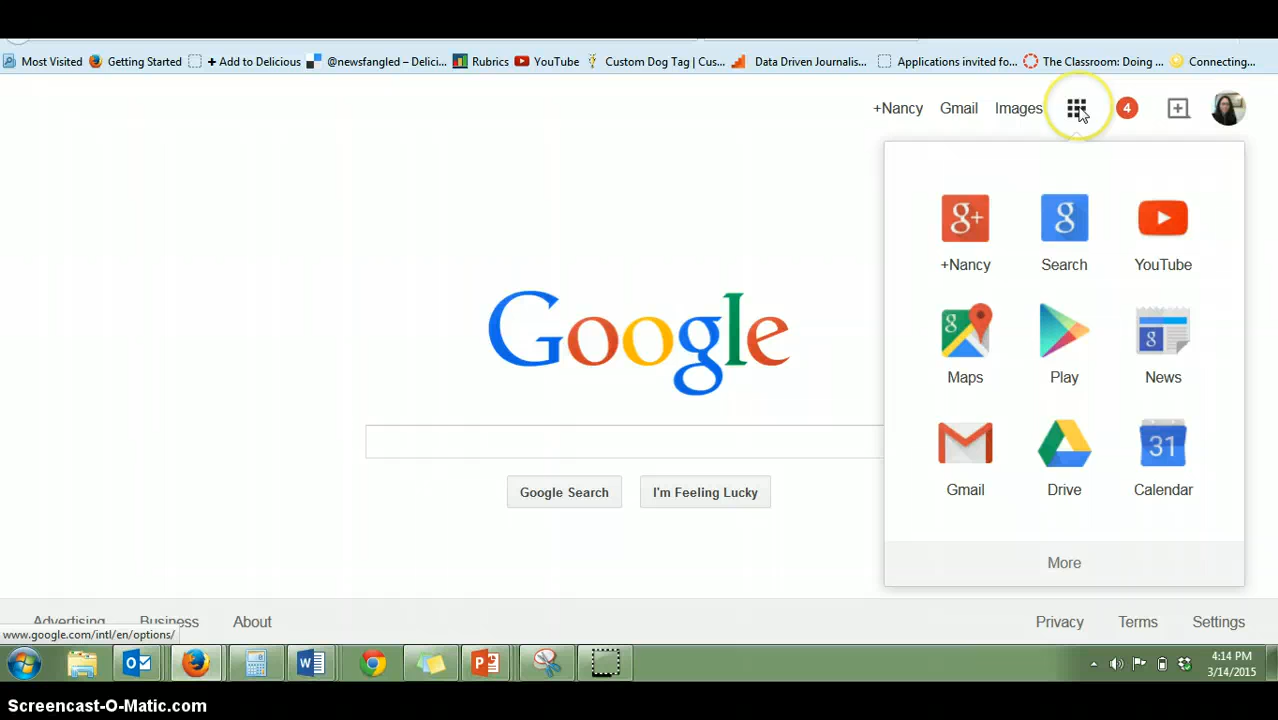 Most Visited Getting Started + Add to Delicious @newsfangled – Delici... Rubrics YouTube Custom Dog Tag | Cus... Data Driven Journalis... Applications invited fo... The Classroom: Doing ... Connecting...
+Nancy Gmail Images 4
g+ g
+Nancy Search YouTube
g g
Maps Play News
Google
31
Gmail Drive Calendar
Google Search I'm Feeling Lucky
More
Advertising Business About Privacy Terms Settings
www.google.com/intl/en/options/
4:14 PM
3/14/2015
Screencast-O-Matic.com